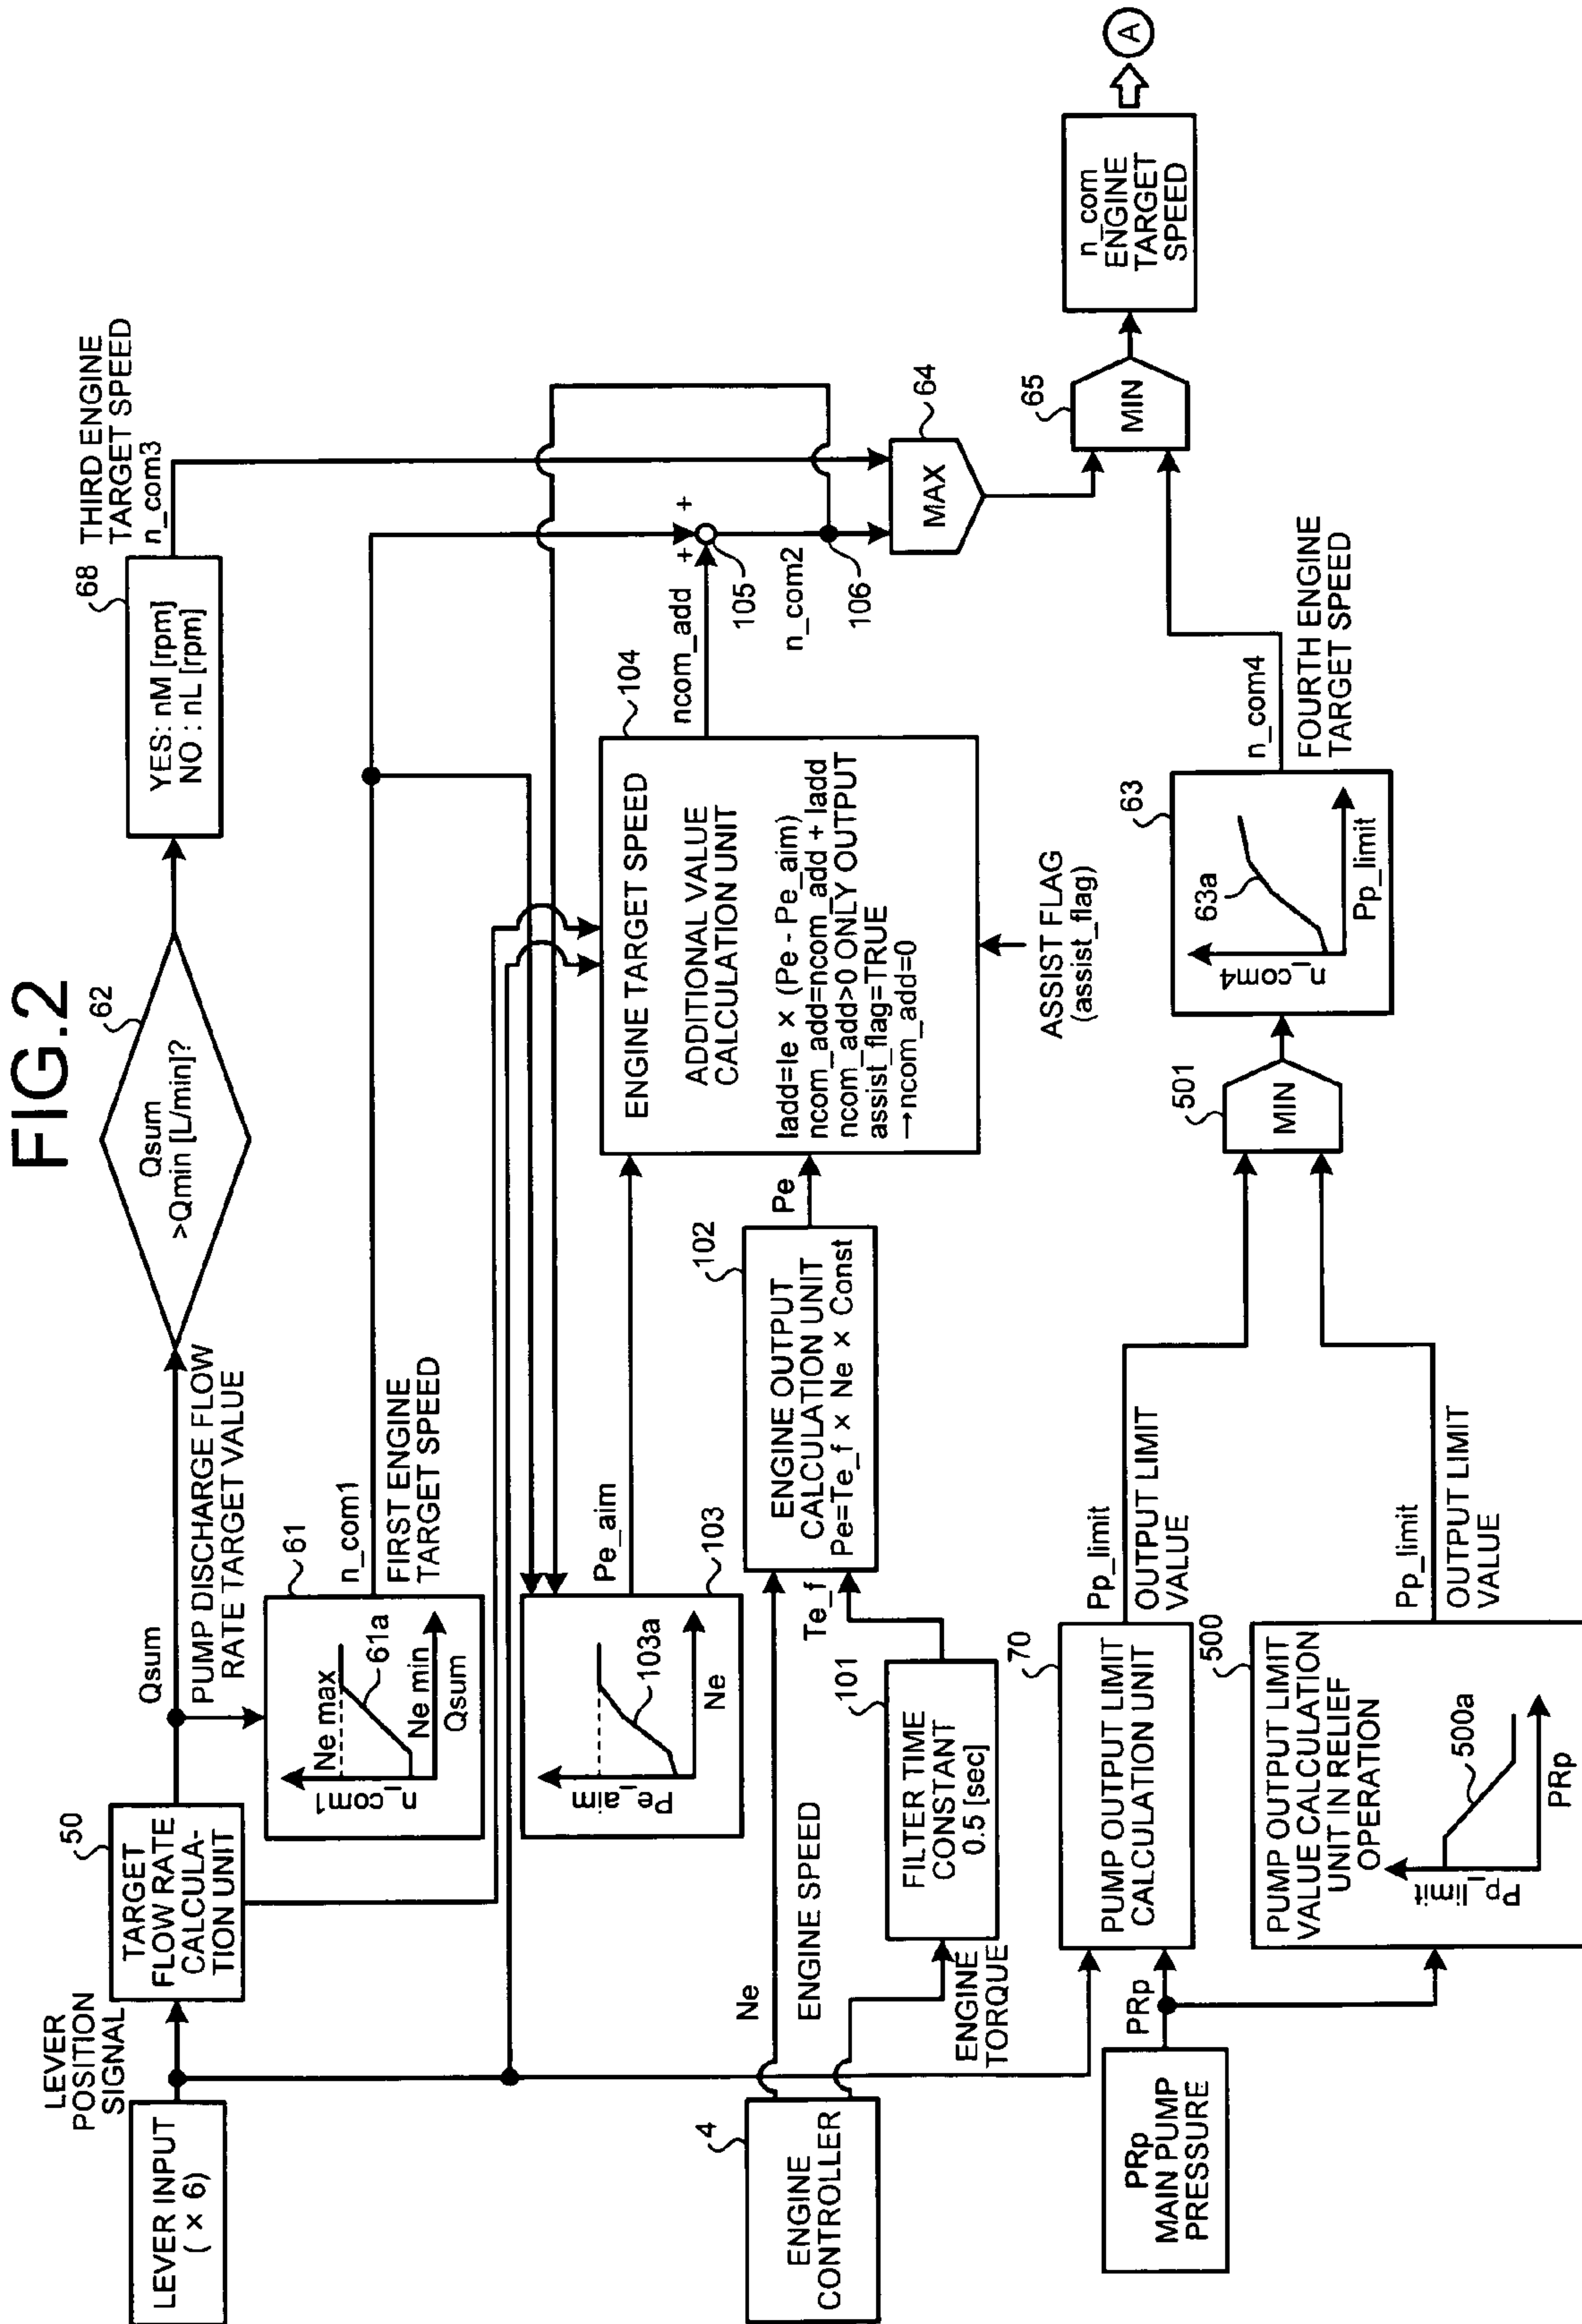 FIG.2
LEVER INPUT
( × 6)
LEVER
POSITION
SIGNAL
50
TARGET
FLOW RATE
CALCULA-
TION UNIT
Qsum
PUMP DISCHARGE FLOW
RATE TARGET VALUE
62
Qsum
>Qmin [L/min]?
68
YES: nM [rpm]
NO : nL [rpm]
THIRD ENGINE
TARGET SPEED
n_com3
61
n_com1
Ne max
61a
Ne min
Qsum
n_com1
FIRST ENGINE
TARGET SPEED
Pe_aim
103a
Ne
Pe_aim
103
4
ENGINE
CONTROLLER
Ne
ENGINE SPEED
ENGINE
TORQUE
101
FILTER TIME
CONSTANT
0.5 [sec]
Te_f
102
ENGINE OUTPUT
CALCULATION UNIT
Pe=Te_f × Ne × Const
Pe
104
ENGINE TARGET SPEED
ADDITIONAL VALUE
CALCULATION UNIT
Iadd=Ie × (Pe - Pe_aim)
ncom_add=ncom_add + Iadd
ncom_add>0 ONLY OUTPUT
assist_flag=TRUE
→ncom_add=0
ASSIST FLAG
(assist_flag)
ncom_add
+
+
105
n_com2
106
MAX
64
PRp
MAIN PUMP
PRESSURE
PRp
70
PUMP OUTPUT LIMIT
CALCULATION UNIT
Pp_limit
OUTPUT LIMIT
VALUE
500
PUMP OUTPUT LIMIT
VALUE CALCULATION
UNIT IN RELIEF
OPERATION
Pp_limit
500a
PRp
Pp_limit
OUTPUT LIMIT
VALUE
501
MIN
63
n_com4
63a
Pp_limit
n_com4
FOURTH ENGINE
TARGET SPEED
65
MIN
n_com
ENGINE
TARGET
SPEED
A